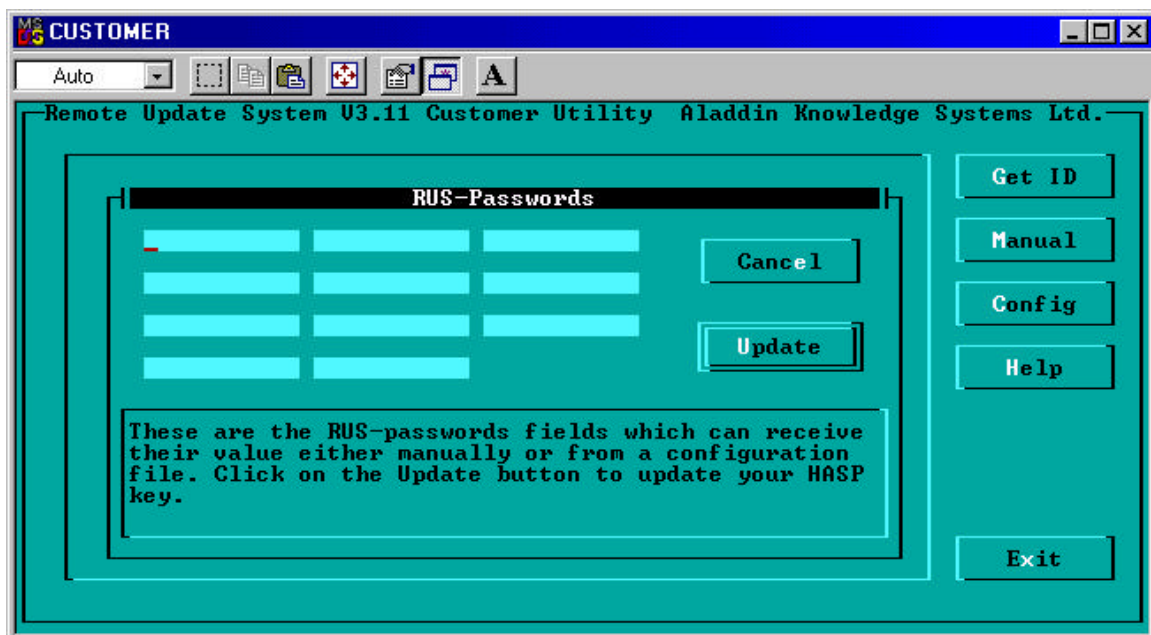 CUSTOMER
Auto
A
Remote Update System V3.11 Customer Utility Aladdin Knowledge Systems Ltd.
RUS-Passwords
Cancel
Update
These are the RUS-passwords fields which can receive
their value either manually or from a configuration
file. Click on the Update button to update your HASP
key.
Get ID
Manual
Config
Help
Exit